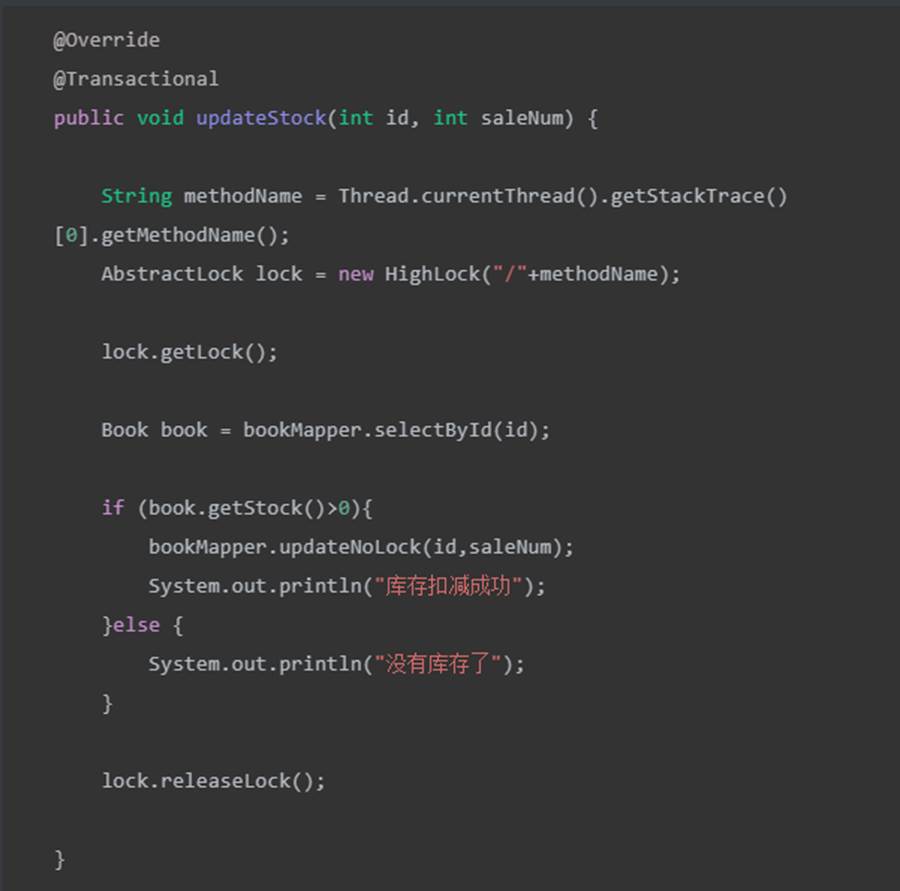 @Override
@Transactional
public void updateStock(int id, int saleNum) {
String methodName = Thread.currentThread().getStackTrace()
[0].getMethodName();
AbstractLock lock = new HighLock("/"+methodName);
lock.getLock();
Book book = bookMapper.selectById(id);
if (book.getStock()>0){
bookMapper.updateNoLock(id,saleNum);
System.out.println("库存扣减成功");
}else {
System.out.println("没有库存了");
}
lock.releaseLock();
}